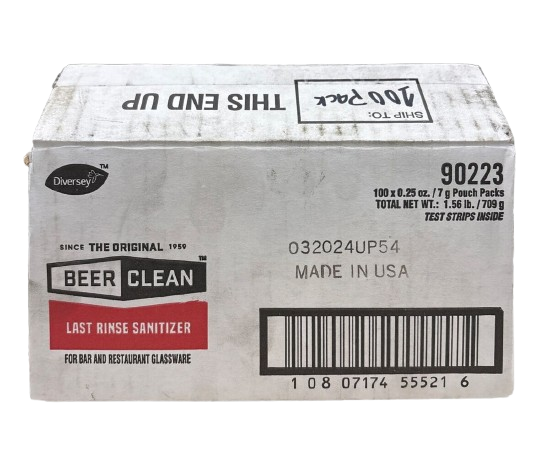 THIS END UP
SHIP TO:
100 Pack
Diversey™
90223
100 x 0.25 oz. / 7 g Pouch Packs
TOTAL NET WT.: 1.56 lb. / 709 g
TEST STRIPS INSIDE
SINCE THE ORIGINAL 1959
BEER CLEAN™
LAST RINSE SANITIZER
FOR BAR AND RESTAURANT GLASSWARE
032024UP54
MADE IN USA
1 08 07174 55521 6